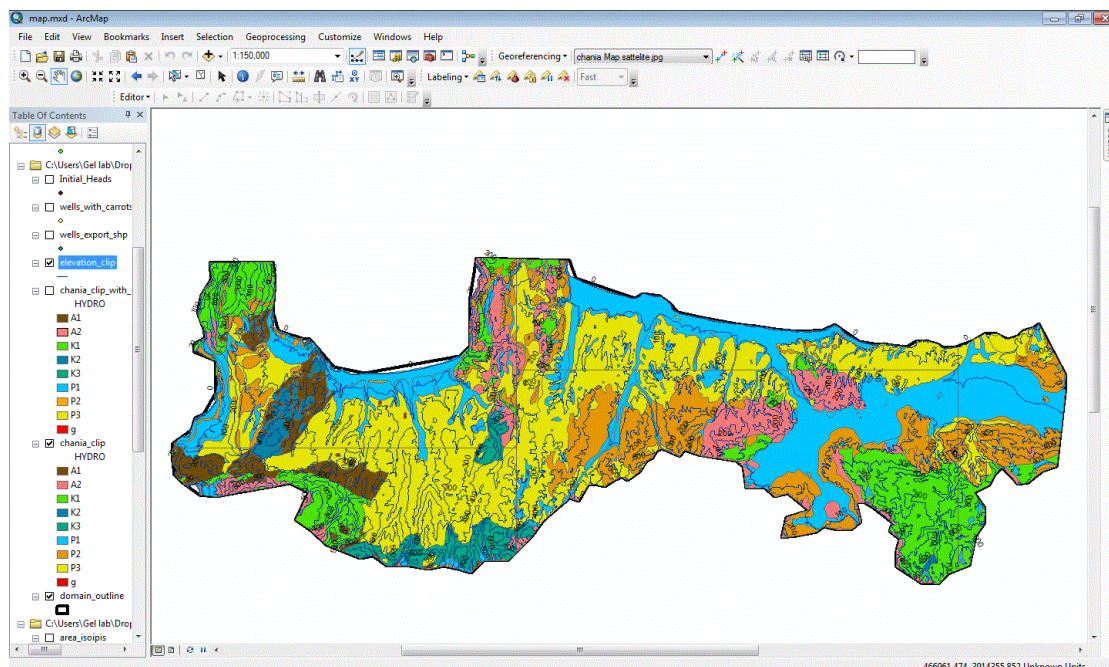 map.mxd - ArcMap
File Edit View Bookmarks Insert Selection Geoprocessing Customize Windows Help
1:150,000 Georeferencing chania Map sattelite.jpg
Labeling Fast
Editor
Table Of Contents
C:\Users\Gel lab\Drop
Initial_Heads
wells_with_carrots
wells_export_shp
elevation_clip
chania_clip_with_
HYDRO
A1
A2
K1
K2
K3
P1
P2
P3
g
chania_clip
HYDRO
A1
A2
K1
K2
K3
P1
P2
P3
g
domain_outline
C:\Users\Gel lab\Drop
area_isoipis
466961,474 3914255,852 Unknown Units